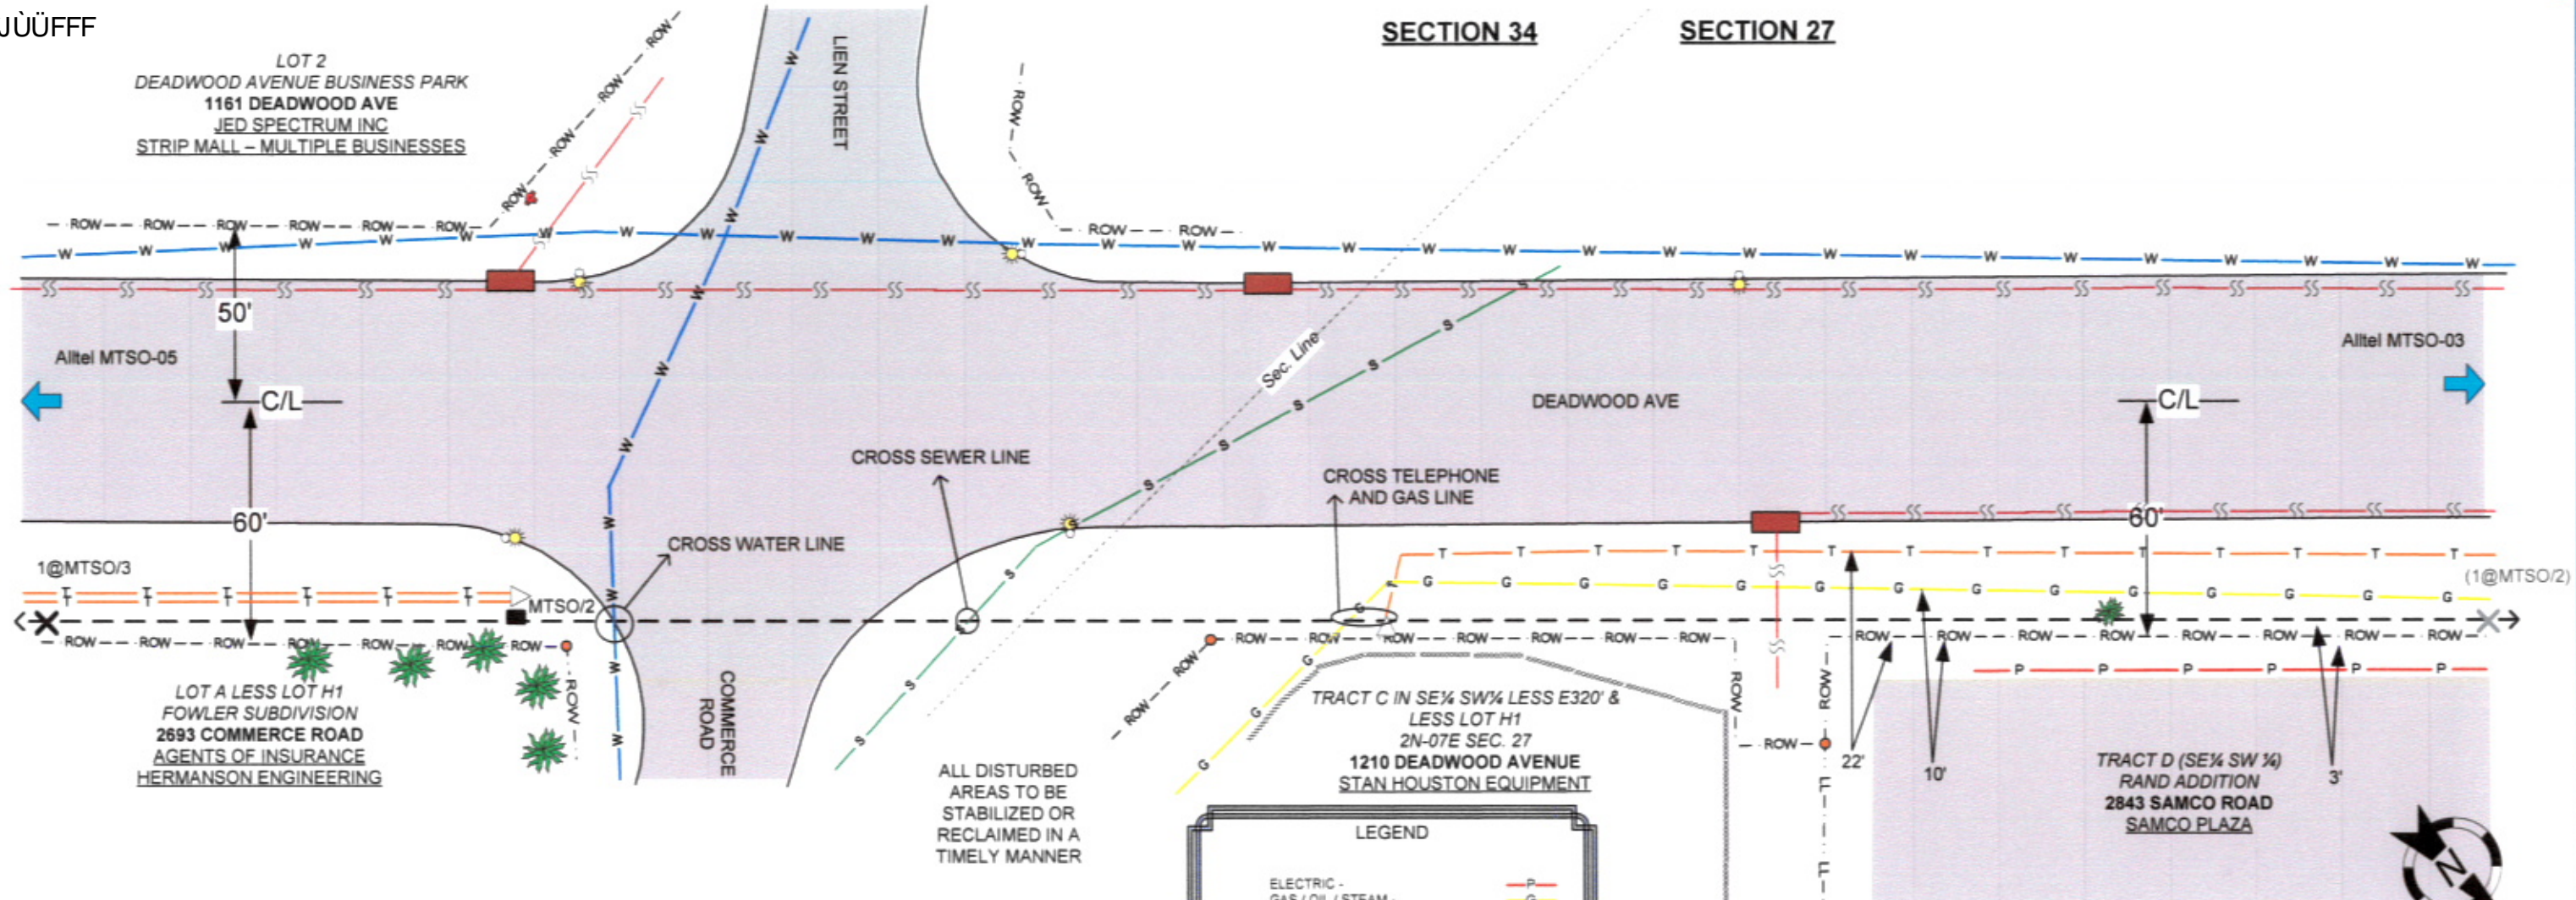 JÙÜÜFFF
SECTION 34
SECTION 27
LOT 2
DEADWOOD AVENUE BUSINESS PARK
1161 DEADWOOD AVE
JED SPECTRUM INC
STRIP MALL – MULTIPLE BUSINESSES
LIEN STREET
50'
Alltel MTSO-05
Alltel MTSO-03
C/L
Sec. Line
DEADWOOD AVE
C/L
60'
CROSS SEWER LINE
CROSS TELEPHONE
AND GAS LINE
60'
CROSS WATER LINE
1@MTSO/3
MTSO/2
(1@MTSO/2)
LOT A LESS LOT H1
FOWLER SUBDIVISION
2693 COMMERCE ROAD
AGENTS OF INSURANCE
HERMANSON ENGINEERING
COMMERCE
ROAD
ALL DISTURBED
AREAS TO BE
STABILIZED OR
RECLAIMED IN A
TIMELY MANNER
TRACT C IN SE¼ SW¼ LESS E320' &
LESS LOT H1
2N-07E SEC. 27
1210 DEADWOOD AVENUE
STAN HOUSTON EQUIPMENT
22'
10'
3'
TRACT D (SE¼ SW ¼)
RAND ADDITION
2843 SAMCO ROAD
SAMCO PLAZA
N
LEGEND
ELECTRIC - P
GAS / OIL / STEAM - G